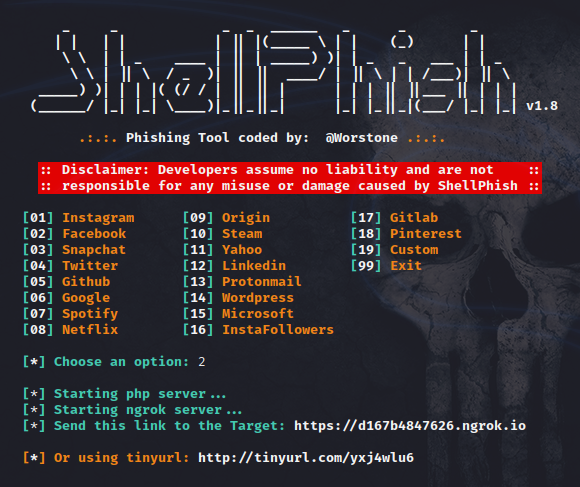 ShellPhish v1.8
.:.:. Phishing Tool coded by: @Worstone .:.:.
:: Disclaimer: Developers assume no liability and are not ::
:: responsible for any misuse or damage caused by ShellPhish ::
[01] Instagram [09] Origin [17] Gitlab
[02] Facebook [10] Steam [18] Pinterest
[03] Snapchat [11] Yahoo [19] Custom
[04] Twitter [12] Linkedin [99] Exit
[05] Github [13] Protonmail
[06] Google [14] Wordpress
[07] Spotify [15] Microsoft
[08] Netflix [16] InstaFollowers
[*] Choose an option: 2
[*] Starting php server...
[*] Starting ngrok server...
[*] Send this link to the Target: https://d167b4847626.ngrok.io
[*] Or using tinyurl: http://tinyurl.com/yxj4wlu6